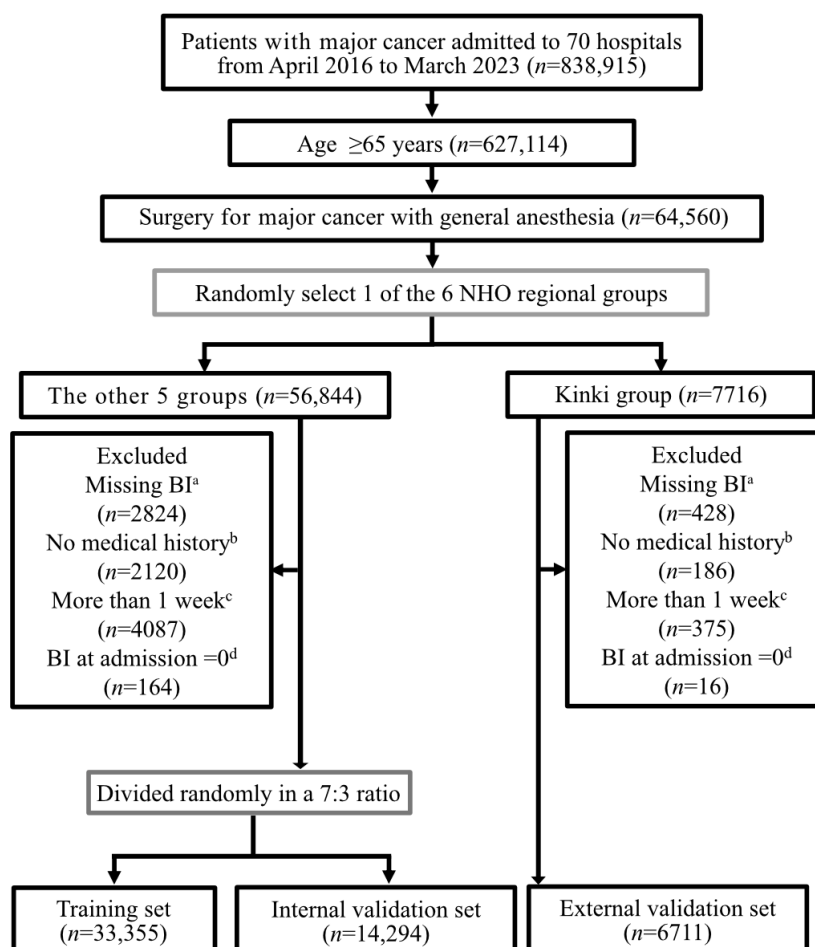 Patients with major cancer admitted to 70 hospitals
from April 2016 to March 2023 (n=838,915)
Age ≥65 years (n=627,114)
Surgery for major cancer with general anesthesia (n=64,560)
Randomly select 1 of the 6 NHO regional groups
The other 5 groups (n=56,844)
Kinki group (n=7716)
Excluded
Missing BIᵃ
(n=2824)
No medical historyᵇ
(n=2120)
More than 1 weekᶜ
(n=4087)
BI at admission =0ᵈ
(n=164)
Excluded
Missing BIᵃ
(n=428)
No medical historyᵇ
(n=186)
More than 1 weekᶜ
(n=375)
BI at admission =0ᵈ
(n=16)
Divided randomly in a 7:3 ratio
Training set
(n=33,355)
Internal validation set
(n=14,294)
External validation set
(n=6711)